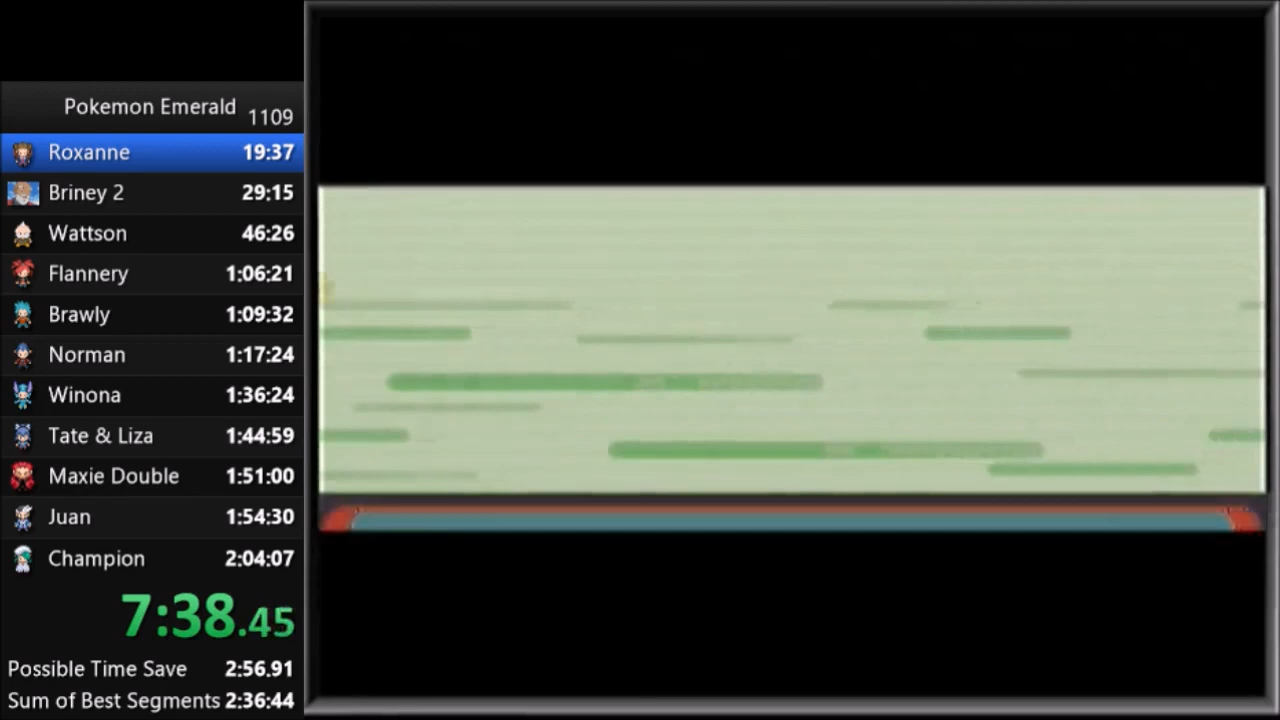 Pokemon Emerald 1109
Roxanne 19:37
Briney 2 29:15
Wattson 46:26
Flannery 1:06:21
Brawly 1:09:32
Norman 1:17:24
Winona 1:36:24
Tate & Liza 1:44:59
Maxie Double 1:51:00
Juan 1:54:30
Champion 2:04:07
7:38.45
Possible Time Save 2:56.91
Sum of Best Segments 2:36:44